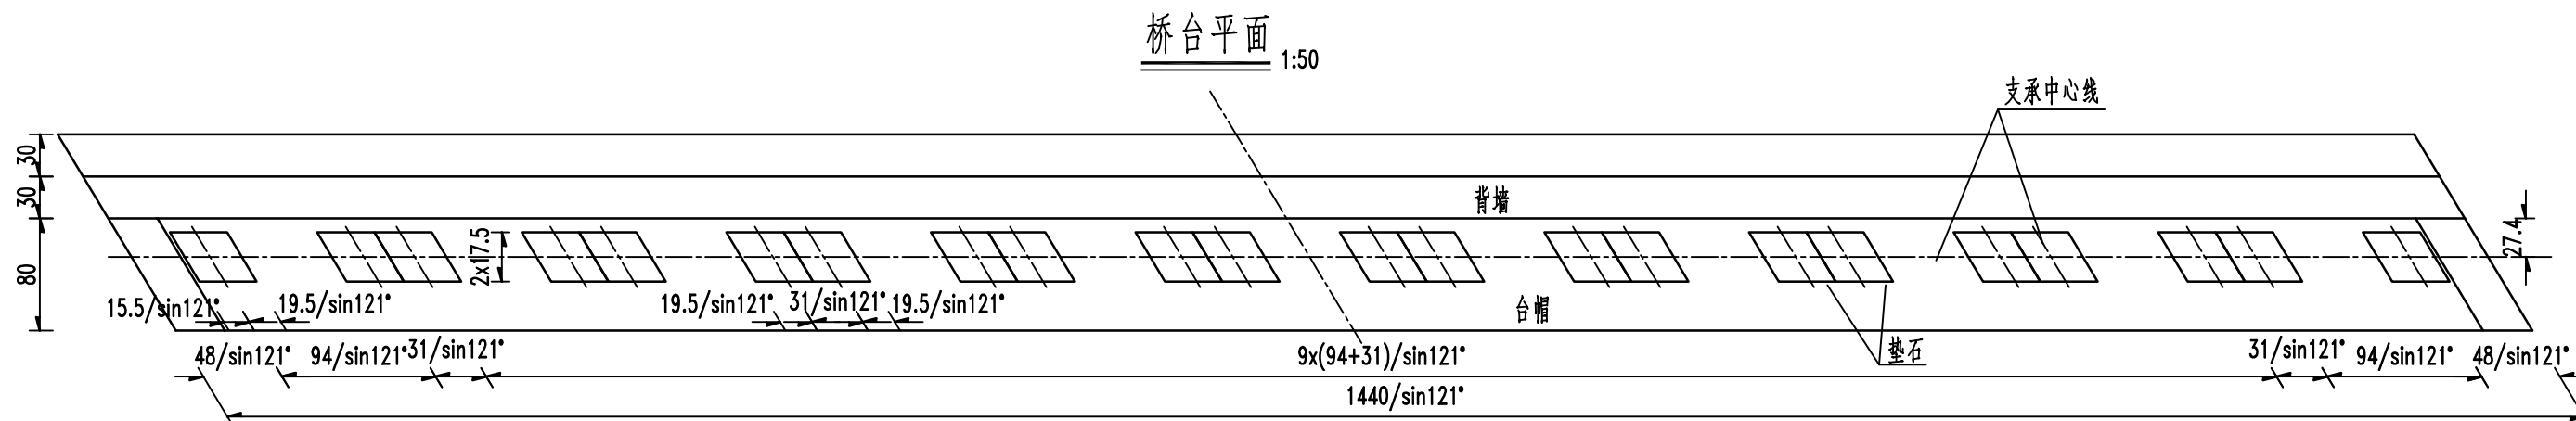 桥台平面 1:50
支承中心线
30
30
背墙
27.4
2x17.5
80
15.5/sin121° 19.5/sin121° 19.5/sin121° 31/sin121° 19.5/sin121°
台帽
48/sin121° 94/sin121° 31/sin121° 9x(94+31)/sin121° 垫石 31/sin121° 94/sin121° 48/sin121°
1440/sin121°